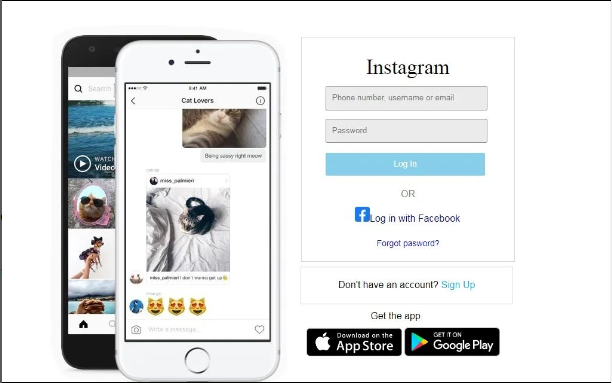 Search
WATCH
Video
9:41 AM
Cat Lovers
Being sassy right meow
miss_palmieri
miss_palmieri I don't wanna get up
Write a message...
Instagram
Phone number, username or email
Password
Log In
OR
Log in with Facebook
Forgot pasword?
Don't have an account? Sign Up
Get the app
Download on the
App Store
GET IT ON
Google Play